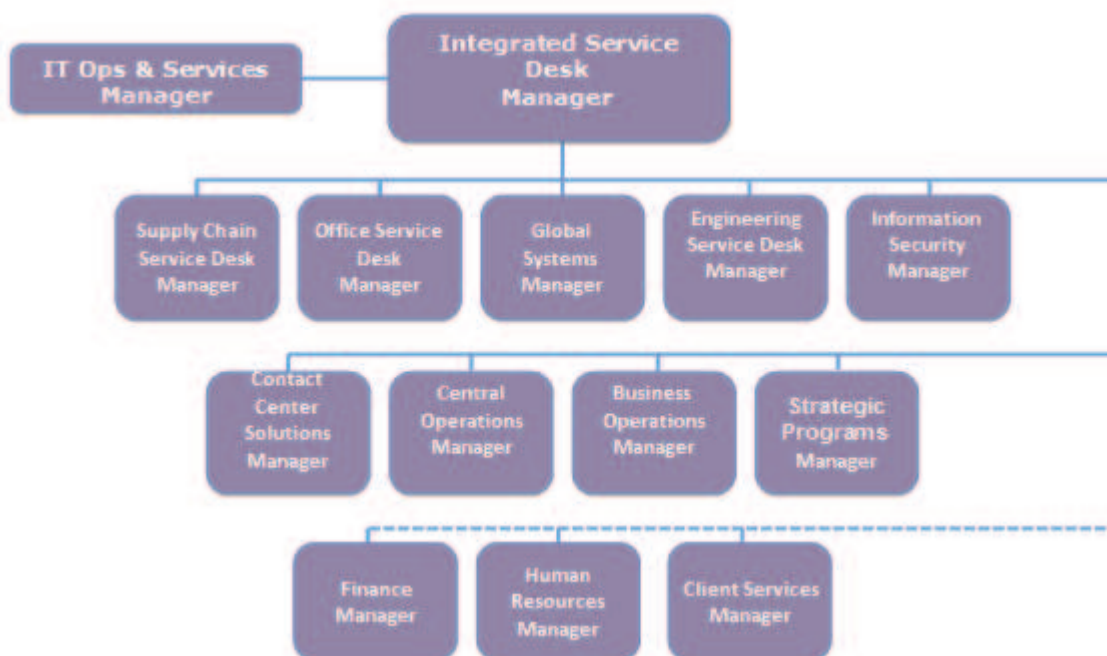 IT Ops & Services
Manager
Integrated Service
Desk
Manager
Supply Chain
Service Desk
Manager
Office Service
Desk
Manager
Global
Systems
Manager
Engineering
Service Desk
Manager
Information
Security
Manager
Contact
Center
Solutions
Manager
Central
Operations
Manager
Business
Operations
Manager
Strategic
Programs
Manager
Finance
Manager
Human
Resources
Manager
Client Services
Manager